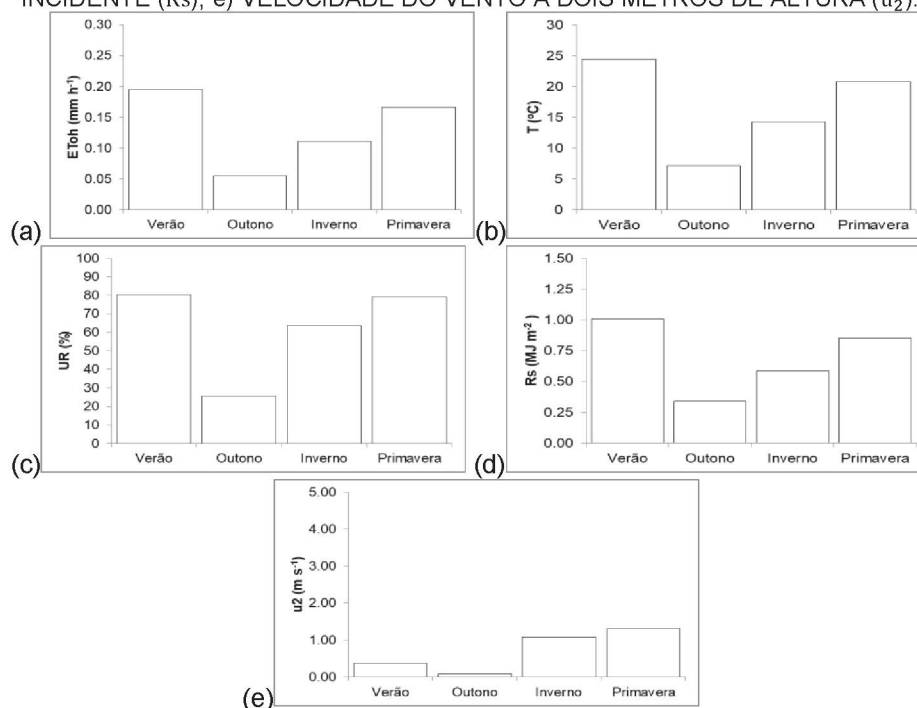 INCIDENTE (Rs); e) VELOCIDADE DO VENTO A DOIS METROS DE ALTURA (u₂).
0.30
0.25
0.20
0.15
0.10
0.05
0.00
EToh (mm h⁻¹)
Verão Outono Inverno Primavera
(a)
30
25
20
15
10
5
0
T (ºC)
Verão Outono Inverno Primavera
(b)
100
90
80
70
60
50
40
30
20
10
0
UR (%)
Verão Outono Inverno Primavera
(c)
1.50
1.25
1.00
0.75
0.50
0.25
0.00
Rs (MJ m⁻²)
Verão Outono Inverno Primavera
(d)
5.00
4.00
3.00
2.00
1.00
0.00
u2 (m s⁻¹)
Verão Outono Inverno Primavera
(e)